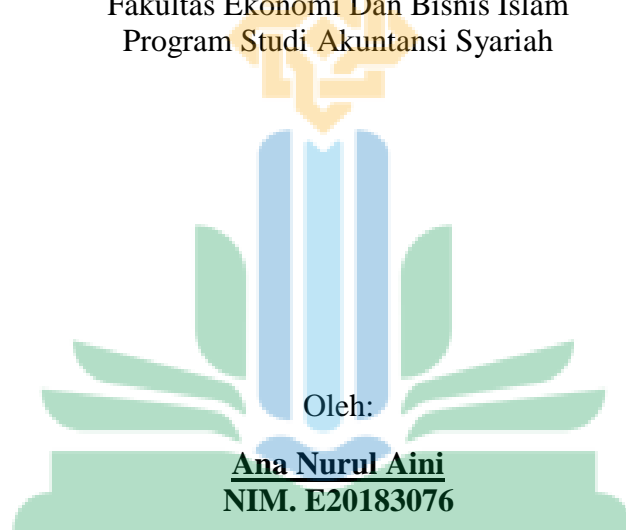 Fakultas Ekonomi Dan Bisnis Islam
Program Studi Akuntansi Syariah
Oleh:
Ana Nurul Aini
NIM. E20183076